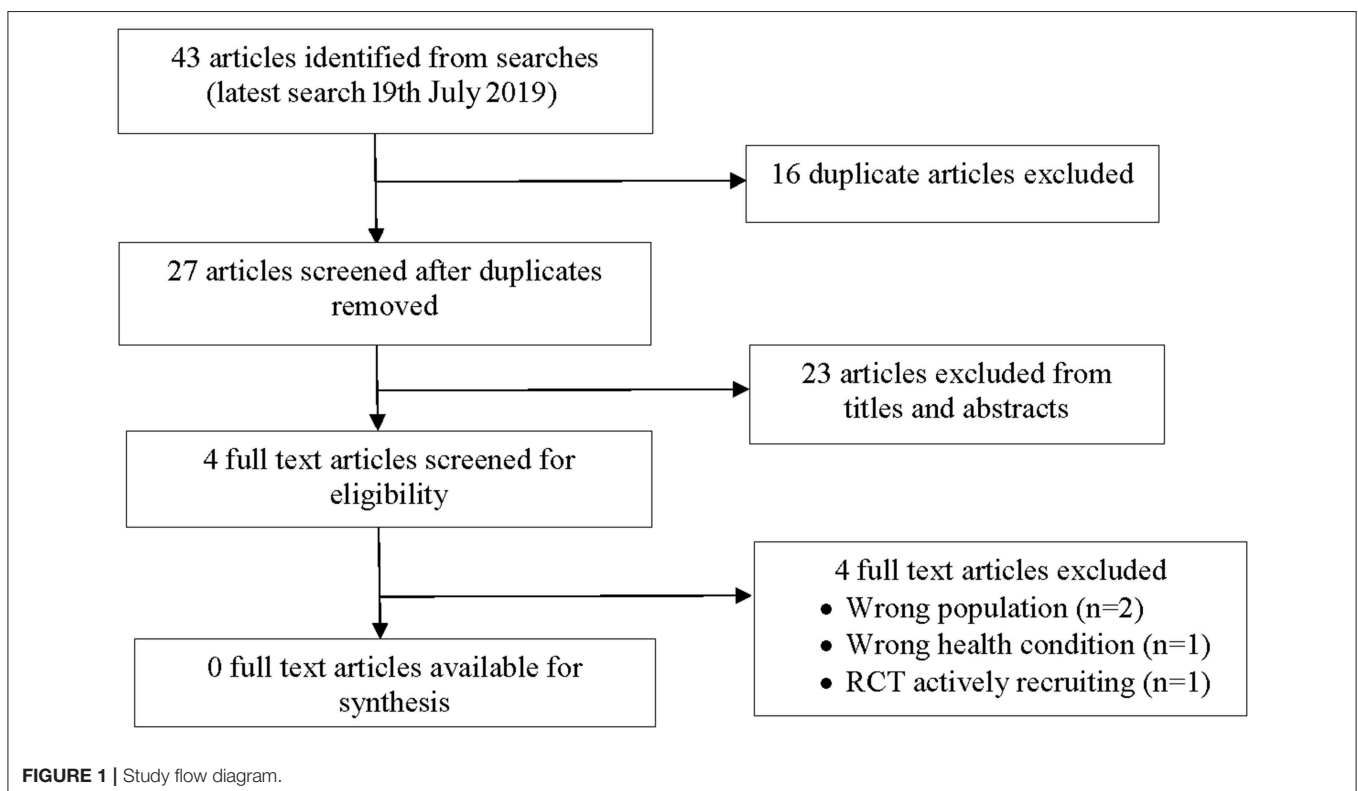 43 articles identified from searches
(latest search 19th July 2019)
16 duplicate articles excluded
27 articles screened after duplicates
removed
23 articles excluded from
titles and abstracts
4 full text articles screened for
eligibility
4 full text articles excluded
• Wrong population (n=2)
• Wrong health condition (n=1)
• RCT actively recruiting (n=1)
0 full text articles available for
synthesis
FIGURE 1 | Study flow diagram.